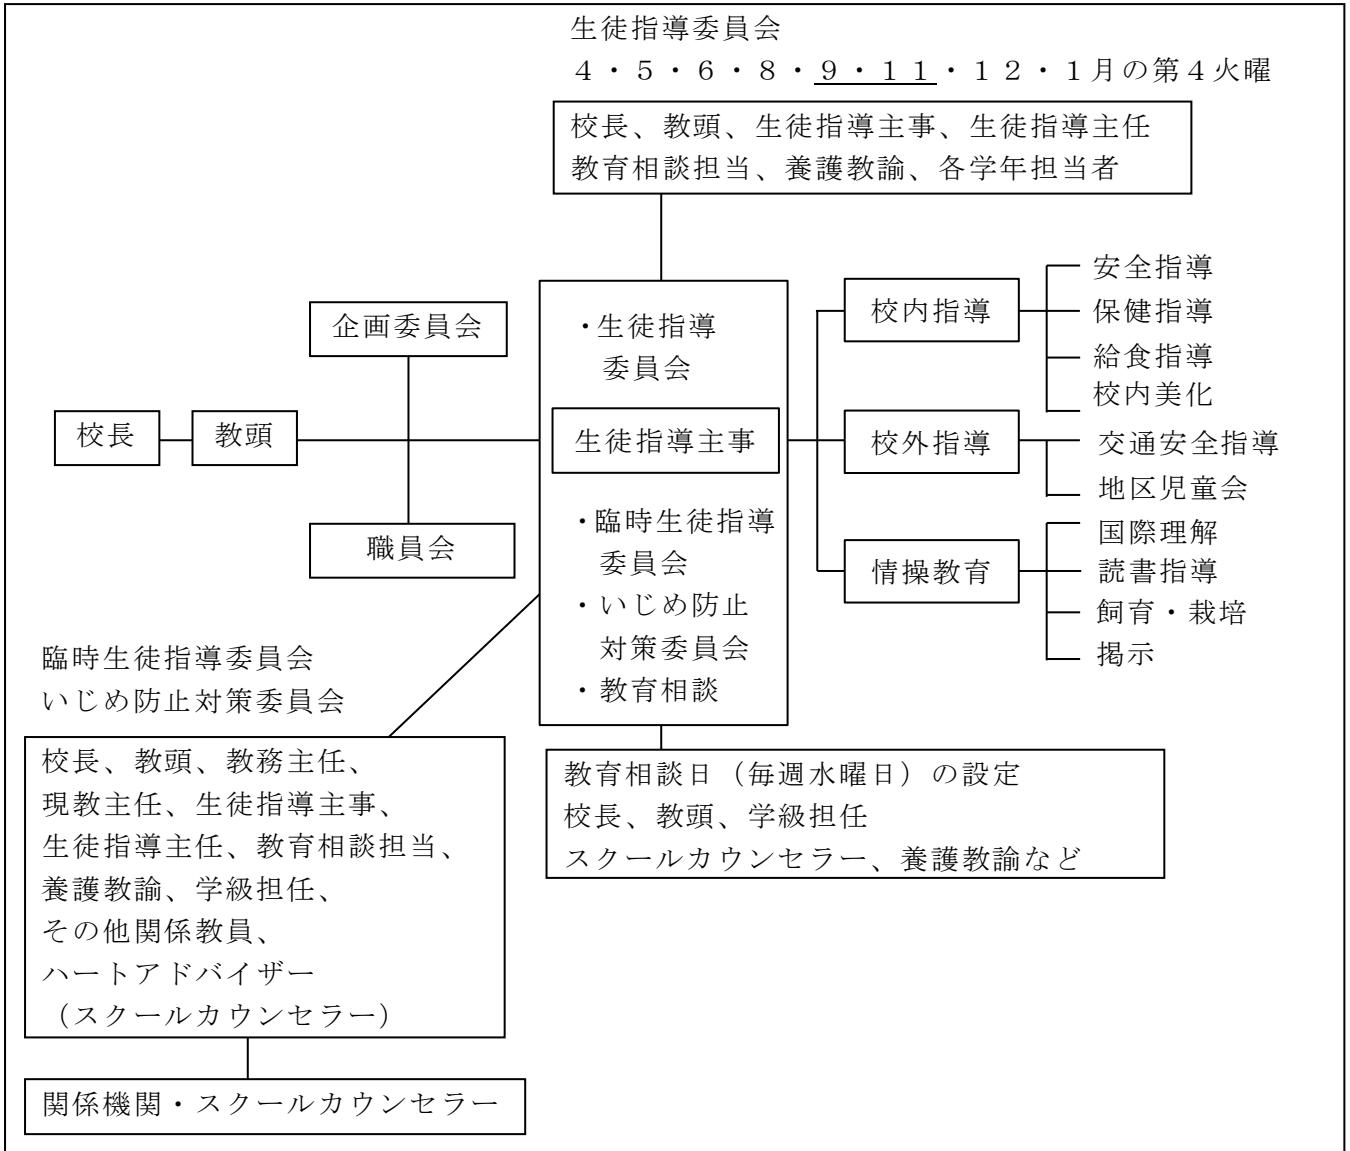 生徒指導委員会
４・５・６・８・９・１１・１２・１月の第４火曜
校長、教頭、生徒指導主事、生徒指導主任
教育相談担当、養護教諭、各学年担当者
企画委員会
校長
教頭
職員会
・生徒指導
委員会
生徒指導主事
・臨時生徒指導
委員会
・いじめ防止
対策委員会
・教育相談
校内指導
安全指導
保健指導
給食指導
校内美化
校外指導
交通安全指導
地区児童会
情操教育
国際理解
読書指導
飼育・栽培
掲示
臨時生徒指導委員会
いじめ防止対策委員会
校長、教頭、教務主任、
現教主任、生徒指導主事、
生徒指導主任、教育相談担当、
養護教諭、学級担任、
その他関係教員、
ハートアドバイザー
（スクールカウンセラー）
教育相談日（毎週水曜日）の設定
校長、教頭、学級担任
スクールカウンセラー、養護教諭など
関係機関・スクールカウンセラー